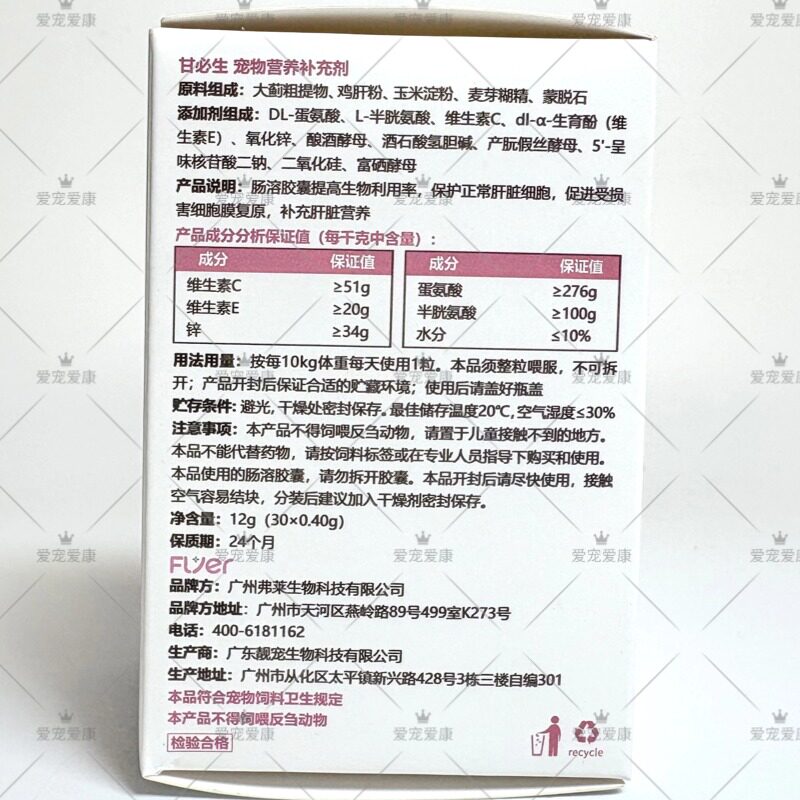 甘必生 宠物营养补充剂
原料组成：大蓟粗提物、鸡肝粉、玉米淀粉、麦芽糊精、蒙脱石
添加剂组成：DL-蛋氨酸、L-半胱氨酸、维生素C、dl-α-生育酚（维
生素E）、氧化锌、酿酒酵母、酒石酸氢胆碱、产朊假丝酵母、5'-呈
味核苷酸二钠、二氧化硅、富硒酵母
产品说明：肠溶胶囊提高生物利用率，保护正常肝脏细胞，促进受损
害细胞膜复原，补充肝脏营养
产品成分分析保证值（每千克中含量）：
成分 保证值 成分 保证值
维生素C ≥51g 蛋氨酸 ≥276g
维生素E ≥20g 半胱氨酸 ≥100g
锌 ≥34g 水分 ≤10%
用法用量：按每10kg体重每天使用1粒。本品须整粒喂服，不可拆
开；产品开封后保证合适的贮藏环境；使用后请盖好瓶盖
贮存条件：避光，干燥处密封保存。最佳储存温度20℃，空气湿度≤30%
注意事项：本产品不得饲喂反刍动物，请置于儿童接触不到的地方。
本品不能代替药物，请按饲料标签或在专业人员指导下购买和使用。
本品使用的肠溶胶囊，请勿拆开胶囊。本品开封后请尽快使用，接触
空气容易结块，分装后建议加入干燥剂密封保存。
净含量：12g（30×0.40g）
保质期：24个月
Flyer
品牌方：广州弗莱生物科技有限公司
品牌方地址：广州市天河区燕岭路89号499室K273号
电话：400-6181162
生产商：广东靓宠生物科技有限公司
生产地址：广州市从化区太平镇新兴路428号3栋三楼自编301
本品符合宠物饲料卫生规定
本产品不得饲喂反刍动物
检验合格
recycle
爱宠爱康